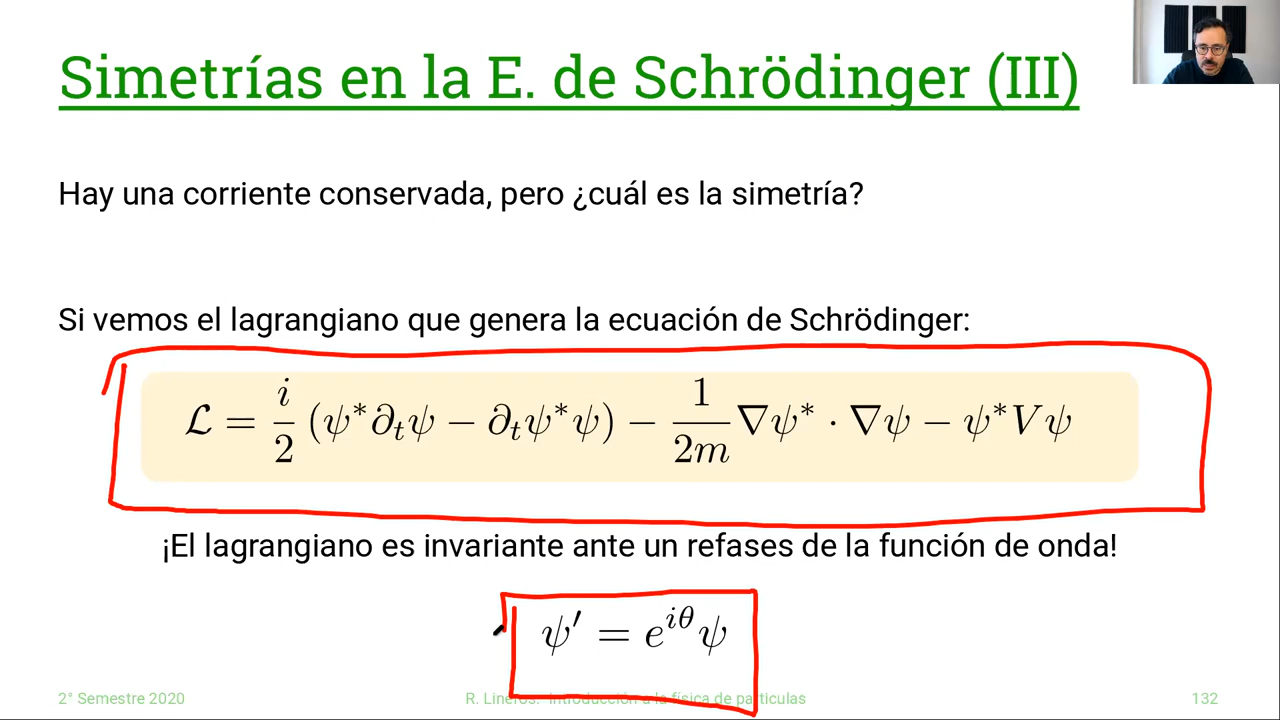 Simetrías en la E. de Schrödinger (III)
Hay una corriente conservada, pero ¿cuál es la simetría?
Si vemos el lagrangiano que genera la ecuación de Schrödinger:
ℒ = i/2 (ψ*∂ₜψ − ∂ₜψ*ψ) − 1/2m ∇ψ* · ∇ψ − ψ*Vψ
¡El lagrangiano es invariante ante un refases de la función de onda!
ψ′ = e^{iθ}ψ
2° Semestre 2020 R. Lineros: Introducción a la física de partículas 132